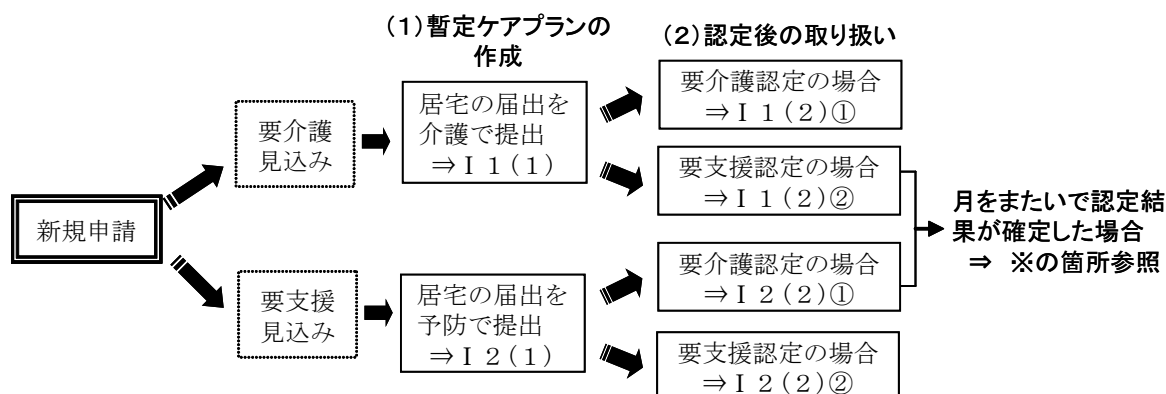 (1)暫定ケアプランの
作成
(2)認定後の取り扱い
新規申請
要介護
見込み
居宅の届出を
介護で提出
⇒Ⅰ1(1)
要介護認定の場合
⇒Ⅰ1(2)①
要支援認定の場合
⇒Ⅰ1(2)②
要支援
見込み
居宅の届出を
予防で提出
⇒Ⅰ2(1)
要介護認定の場合
⇒Ⅰ2(2)①
要支援認定の場合
⇒Ⅰ2(2)②
月をまたいで認定結
果が確定した場合
⇒ ※の箇所参照